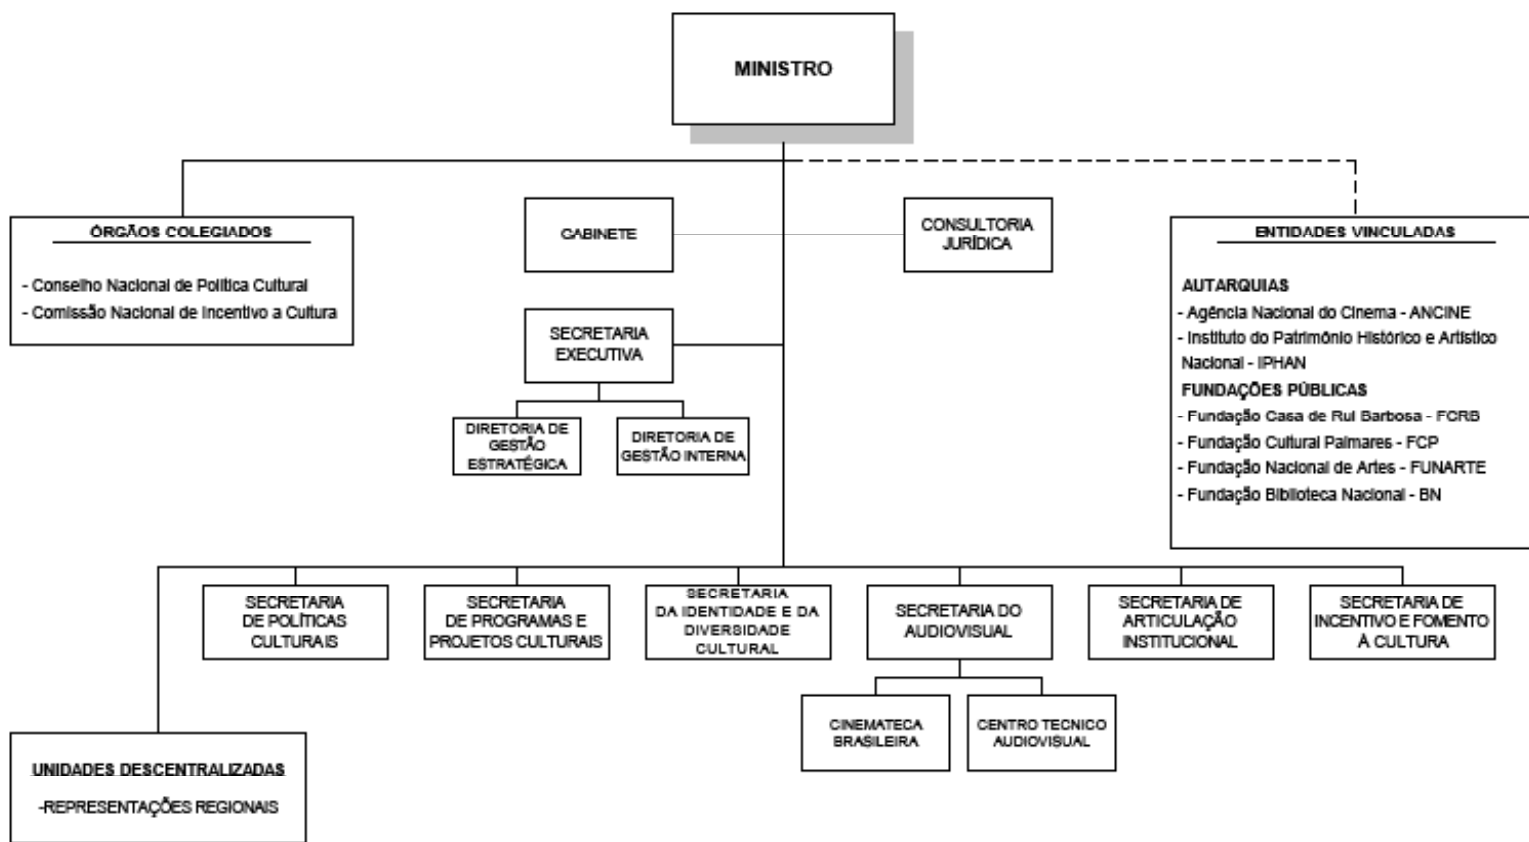 MINISTRO
ÓRGÃOS COLEGIADOS
- Conselho Nacional de Política Cultural
- Comissão Nacional de Incentivo a Cultura
GABINETE
CONSULTORIA
JURÍDICA
ENTIDADES VINCULADAS
AUTARQUIAS
- Agência Nacional do Cinema - ANCINE
- Instituto do Patrimônio Histórico e Artístico
Nacional - IPHAN
FUNDAÇÕES PÚBLICAS
- Fundação Casa de Rui Barbosa - FCRB
- Fundação Cultural Palmares - FCP
- Fundação Nacional de Artes - FUNARTE
- Fundação Biblioteca Nacional - BN
SECRETARIA
EXECUTIVA
DIRETORIA DE
GESTÃO
ESTRATÉGICA
DIRETORIA DE
GESTÃO INTERNA
SECRETARIA
DE POLÍTICAS
CULTURAIS
SECRETARIA
DE PROGRAMAS E
PROJETOS CULTURAIS
SECRETARIA
DA IDENTIDADE E DA
DIVERSIDADE
CULTURAL
SECRETARIA DO
AUDIOVISUAL
SECRETARIA DE
ARTICULAÇÃO
INSTITUCIONAL
SECRETARIA DE
INCENTIVO E FOMENTO
À CULTURA
CINEMATECA
BRASILEIRA
CENTRO TECNICO
AUDIOVISUAL
UNIDADES DESCENTRALIZADAS
-REPRESENTAÇÕES REGIONAIS